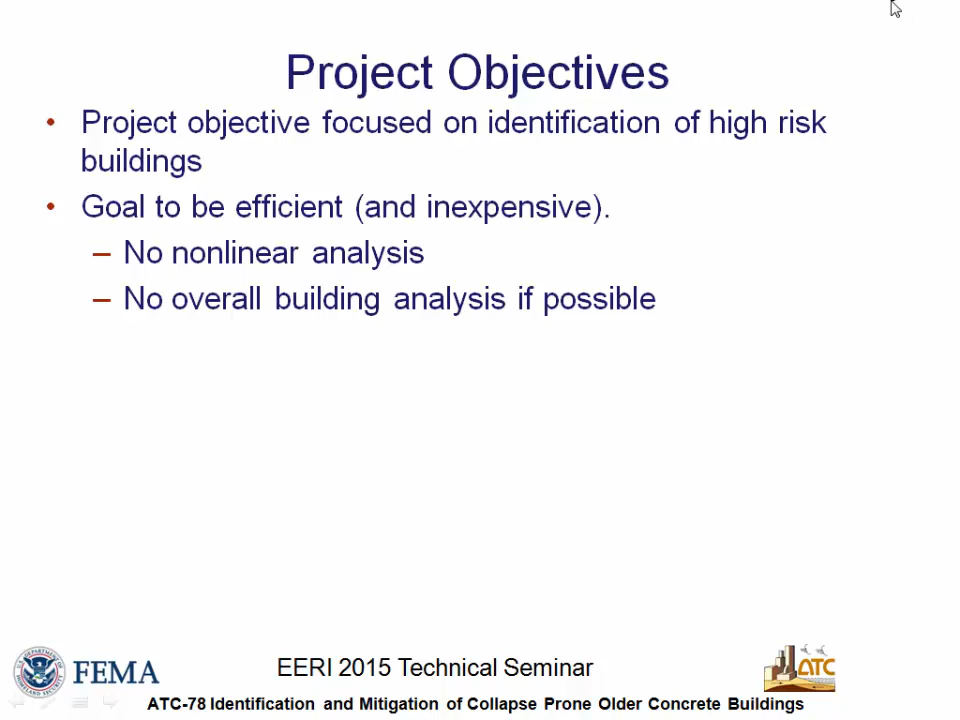 Project Objectives
• Project objective focused on identification of high risk
buildings
• Goal to be efficient (and inexpensive).
– No nonlinear analysis
– No overall building analysis if possible
FEMA
EERI 2015 Technical Seminar
ATC
ATC-78 Identification and Mitigation of Collapse Prone Older Concrete Buildings